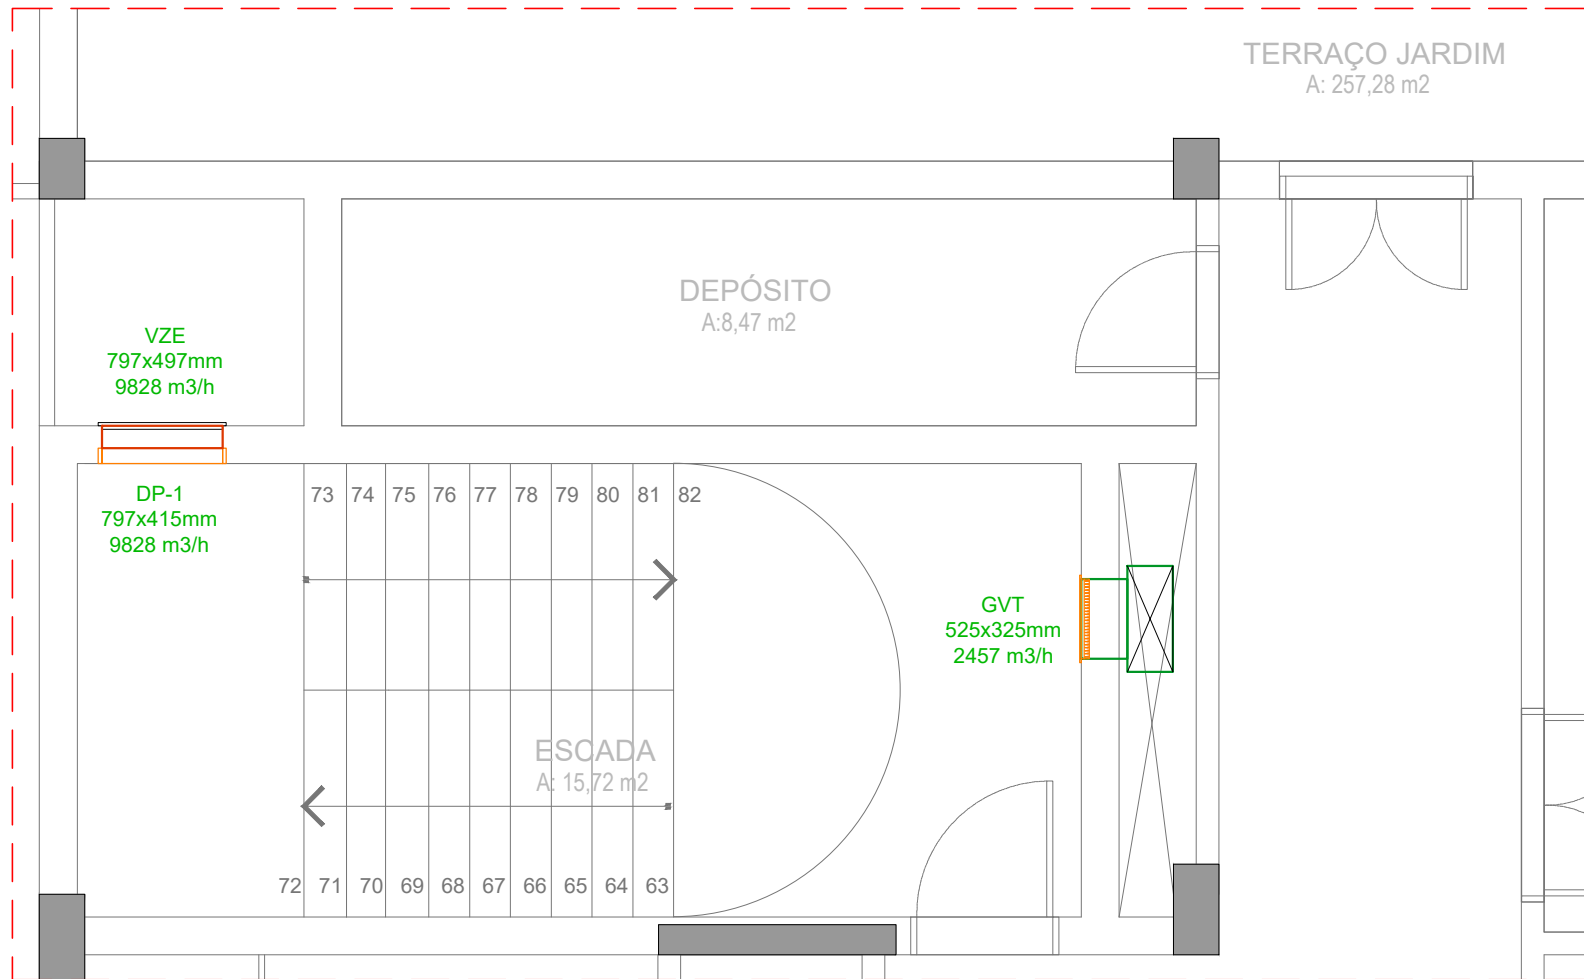 TERRAÇO JARDIM
A: 257,28 m2
DEPÓSITO
A:8,47 m2
VZE
797x497mm
9828 m3/h
DP-1
797x415mm
9828 m3/h
73 74 75 76 77 78 79 80 81 82
GVT
525x325mm
2457 m3/h
ESCADA
A: 15,72 m2
72 71 70 69 68 67 66 65 64 63